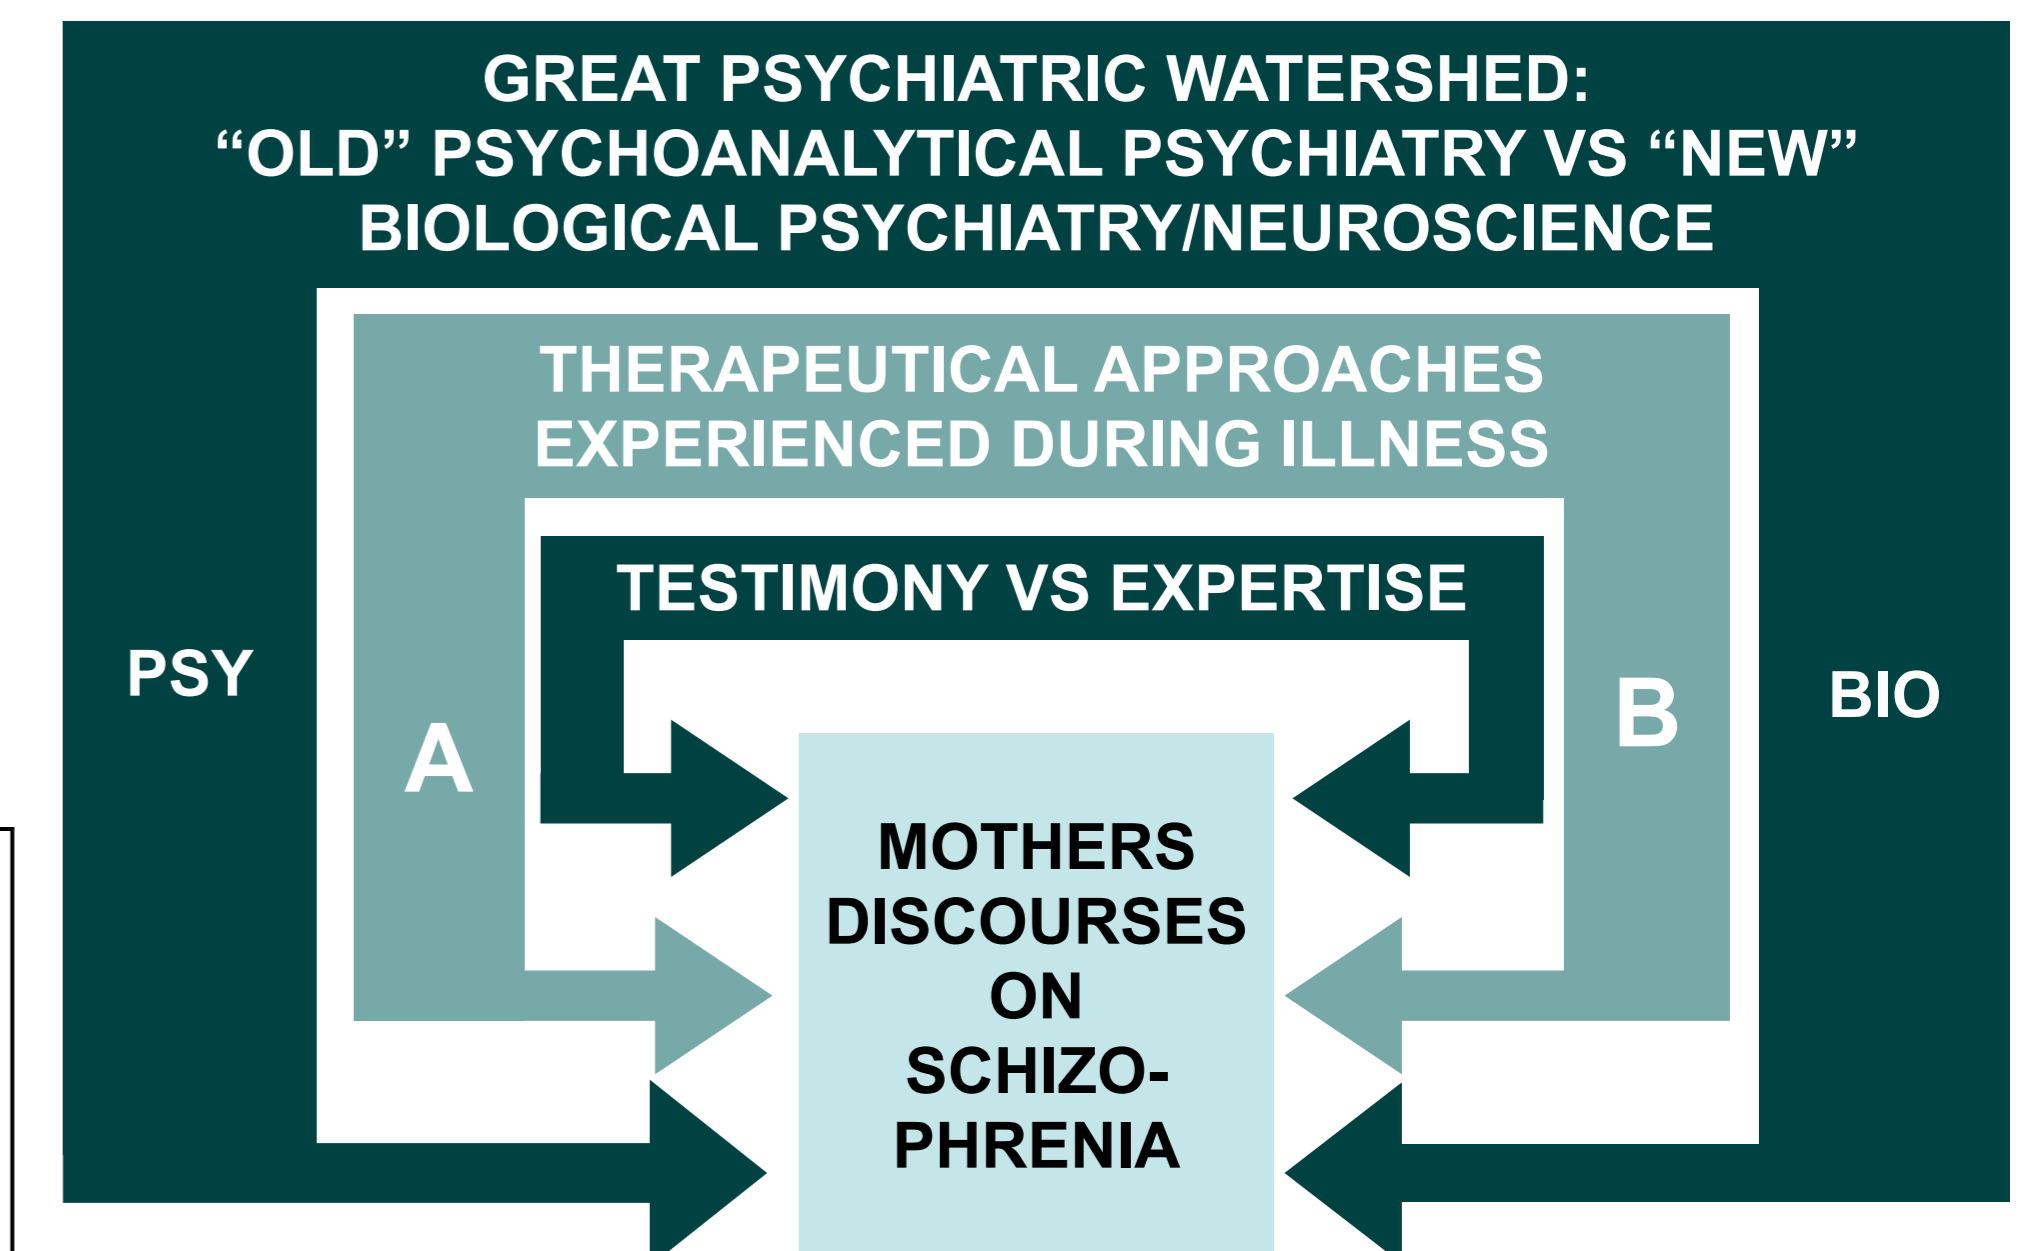 GREAT PSYCHIATRIC WATERSHED:
“OLD” PSYCHOANALYTICAL PSYCHIATRY VS “NEW”
BIOLOGICAL PSYCHIATRY/NEUROSCIENCE
THERAPEUTICAL APPROACHES
EXPERIENCED DURING ILLNESS
TESTIMONY VS EXPERTISE
PSY
A
B
BIO
MOTHERS
DISCOURSES
ON
SCHIZO-
PHRENIA